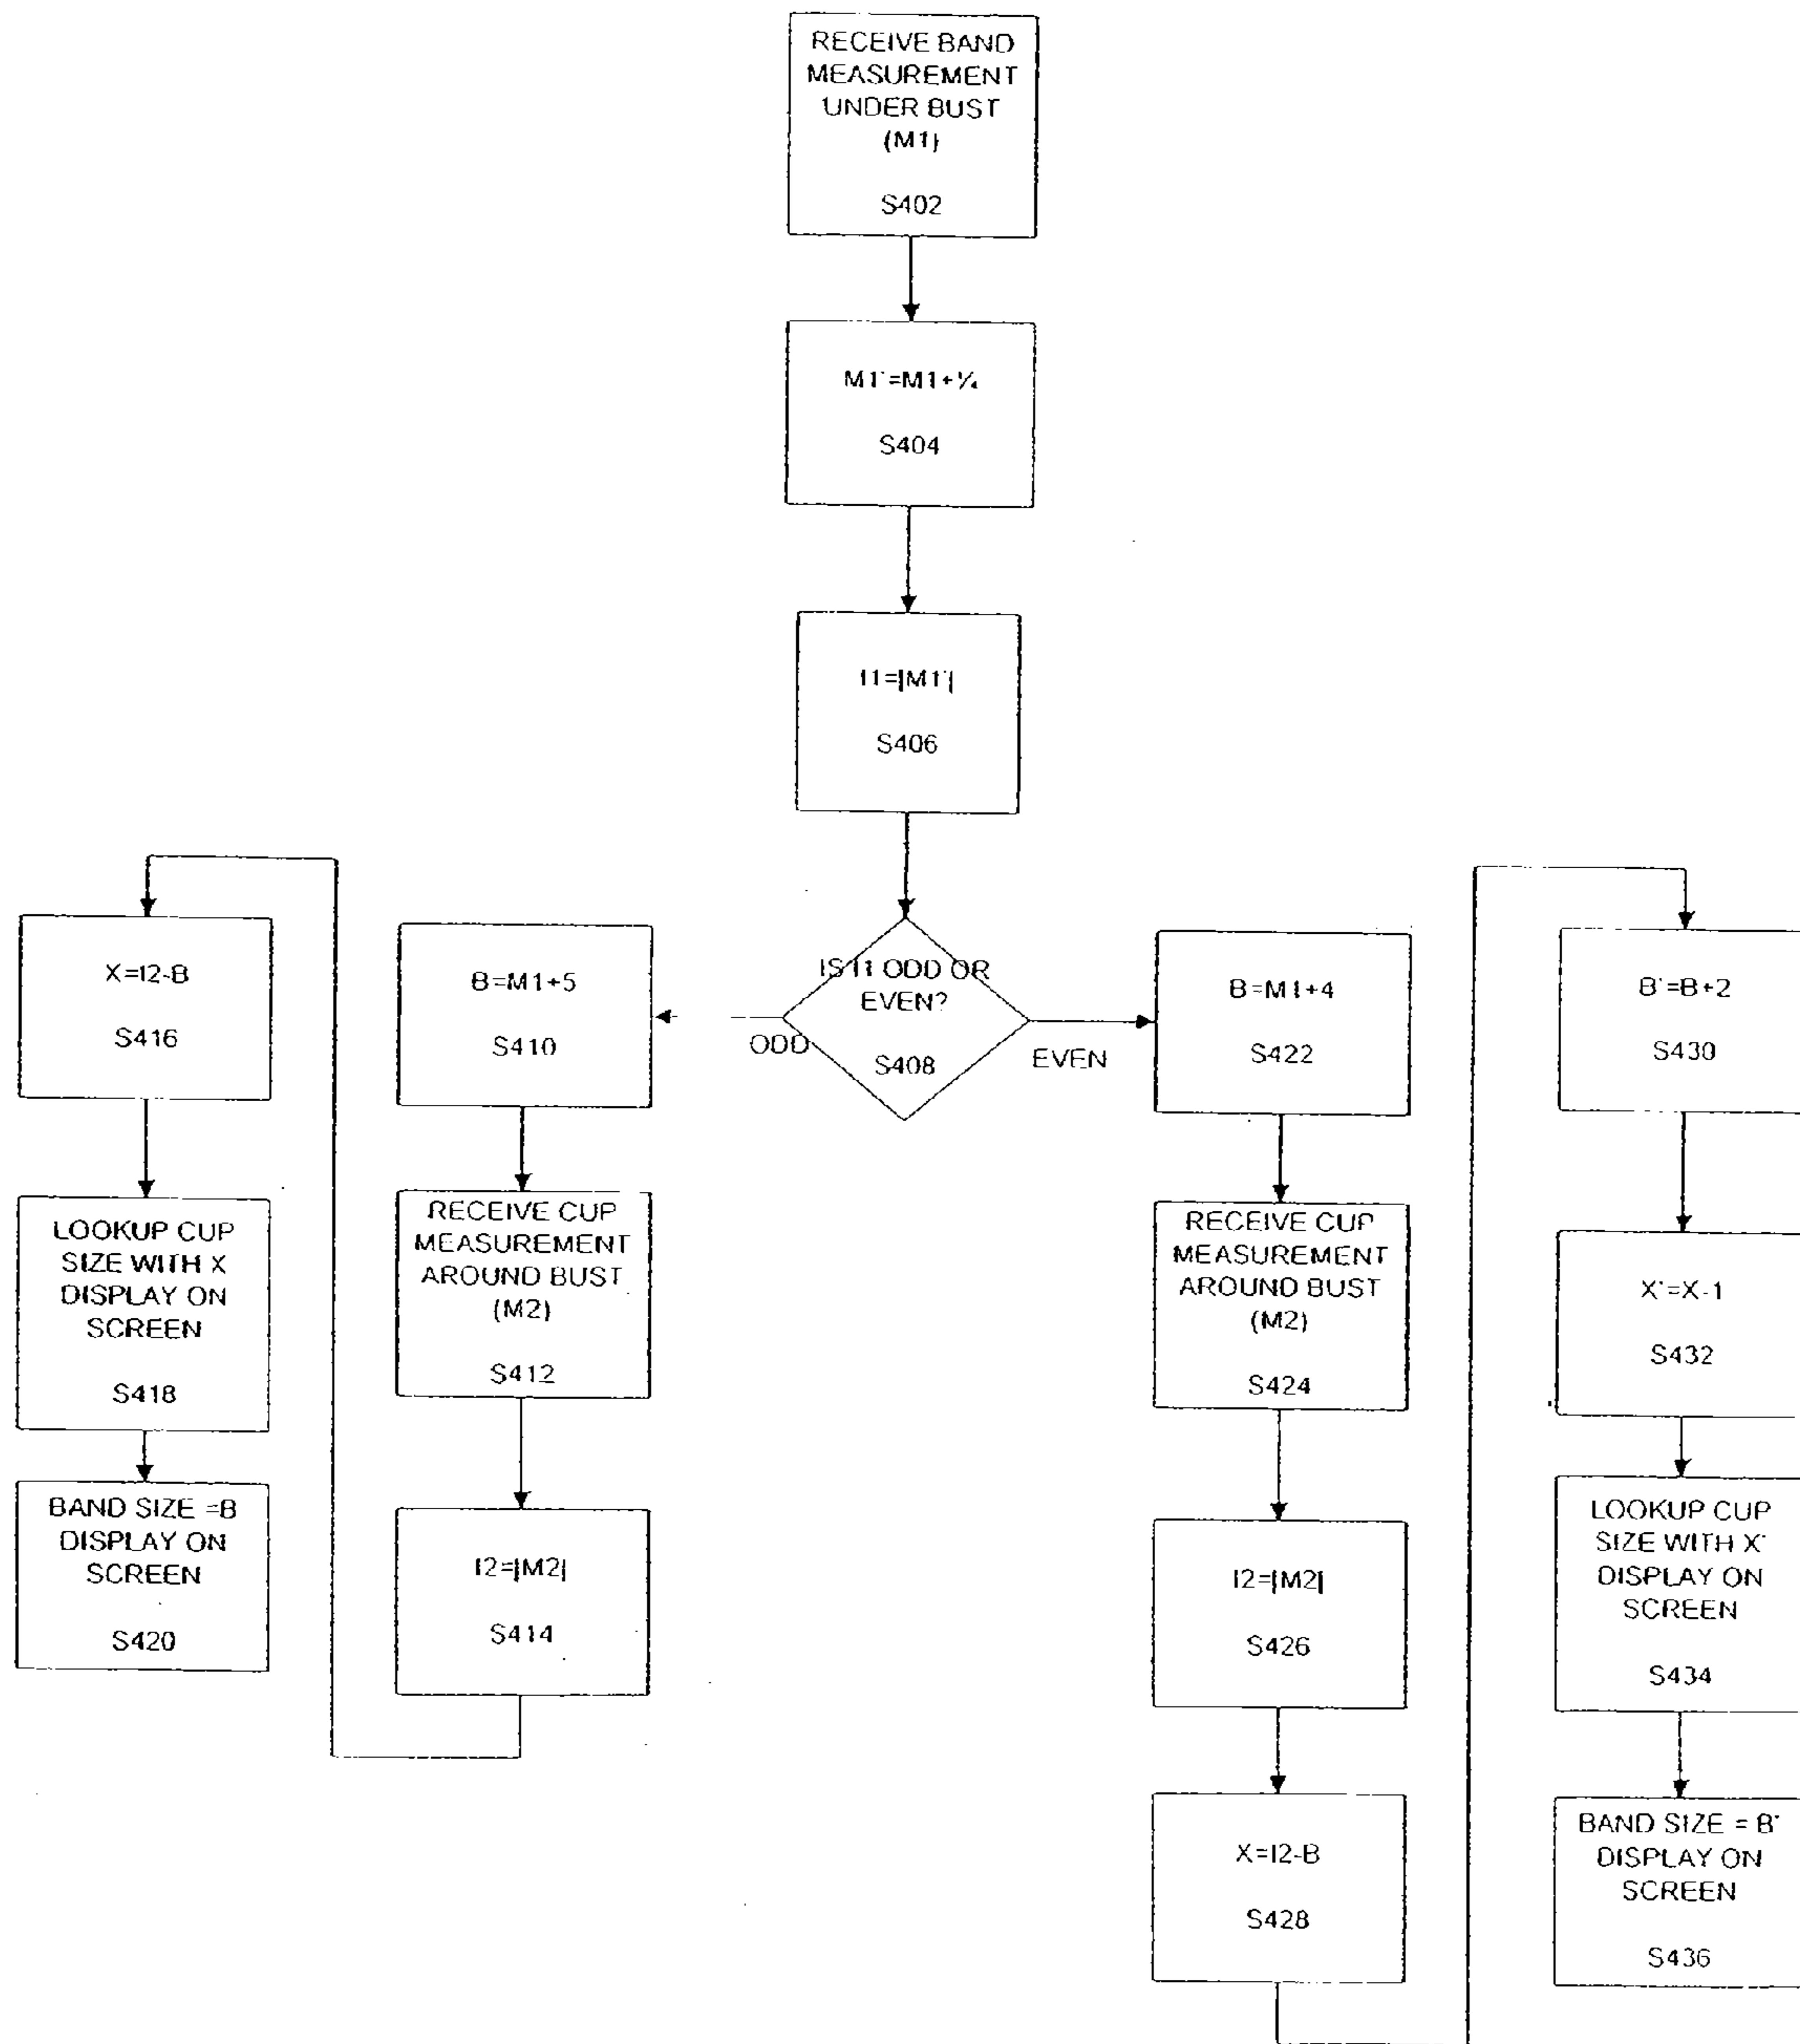 RECEIVE BAND
MEASUREMENT
UNDER BUST
(M1)
S402
M1'=M1+¼
S404
I1=|M1'|
S406
IS I1 ODD OR
EVEN?
S408
ODD
EVEN
B=M1+5
S410
RECEIVE CUP
MEASUREMENT
AROUND BUST
(M2)
S412
I2=|M2|
S414
X=I2-B
S416
LOOKUP CUP
SIZE WITH X
DISPLAY ON
SCREEN
S418
BAND SIZE =B
DISPLAY ON
SCREEN
S420
B=M1+4
S422
RECEIVE CUP
MEASUREMENT
AROUND BUST
(M2)
S424
I2=|M2|
S426
X=I2-B
S428
B'=B+2
S430
X'=X-1
S432
LOOKUP CUP
SIZE WITH X'
DISPLAY ON
SCREEN
S434
BAND SIZE = B'
DISPLAY ON
SCREEN
S436